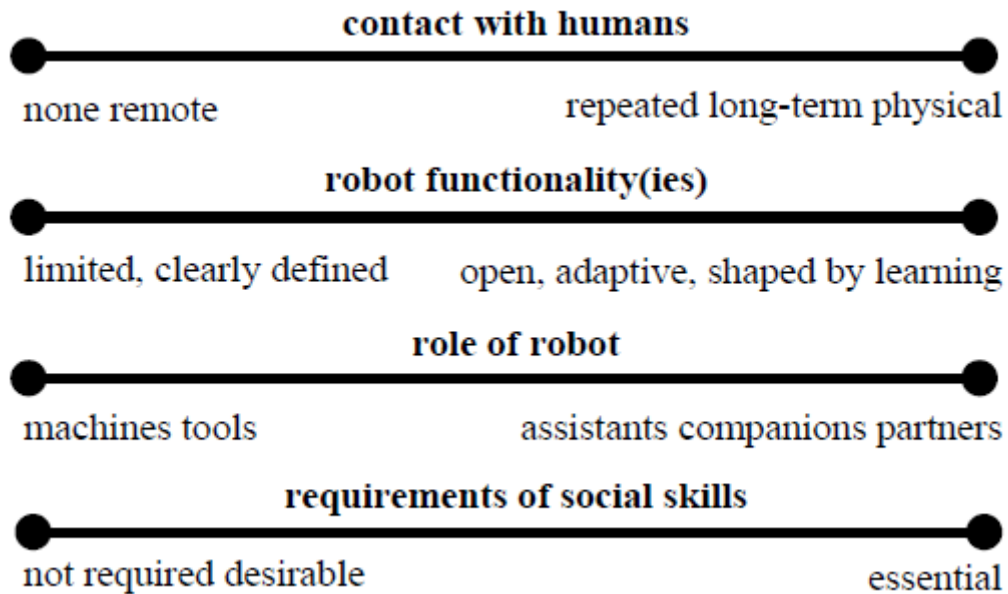 contact with humans
none remote repeated long-term physical
robot functionality(ies)
limited, clearly defined open, adaptive, shaped by learning
role of robot
machines tools assistants companions partners
requirements of social skills
not required desirable essential